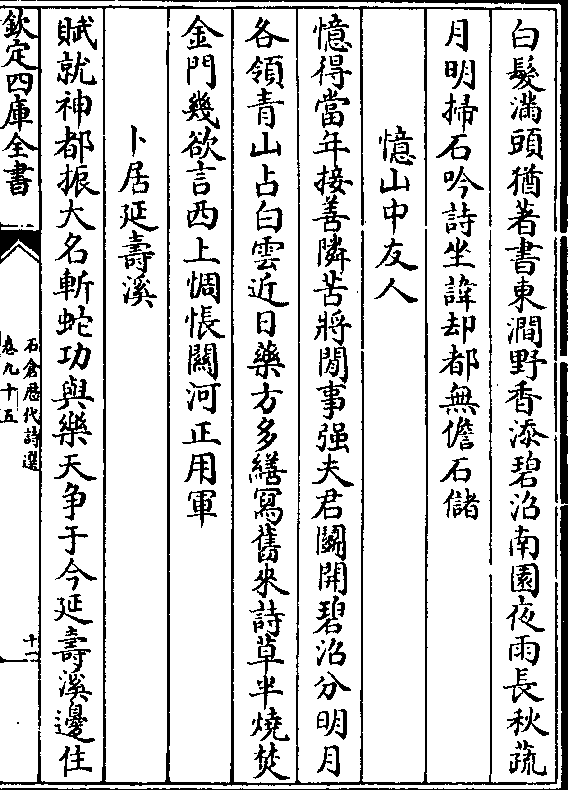 白髮滿頭猶著書東澗野香添碧沼南園夜雨長秋蔬
月明掃石吟詩坐諱却都無儋石儲
憶山中友人
憶得當年接善隣苦將閒事强夫君鬭開碧沼分明月
各領青山占白雲近日藥方多繕寫舊來詩草半燒焚
金門幾欲言西上惆悵關河正用軍
卜居延壽溪
賦就神都振大名斬蛇功與樂天争于今延壽溪邊住
欽定四庫全書
石倉歷代詩選
卷九十五
十二